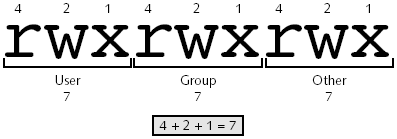 4 2 1 4 2 1 4 2 1
rwxrwxrwx
User Group Other
7 7 7
4 + 2 + 1 = 7